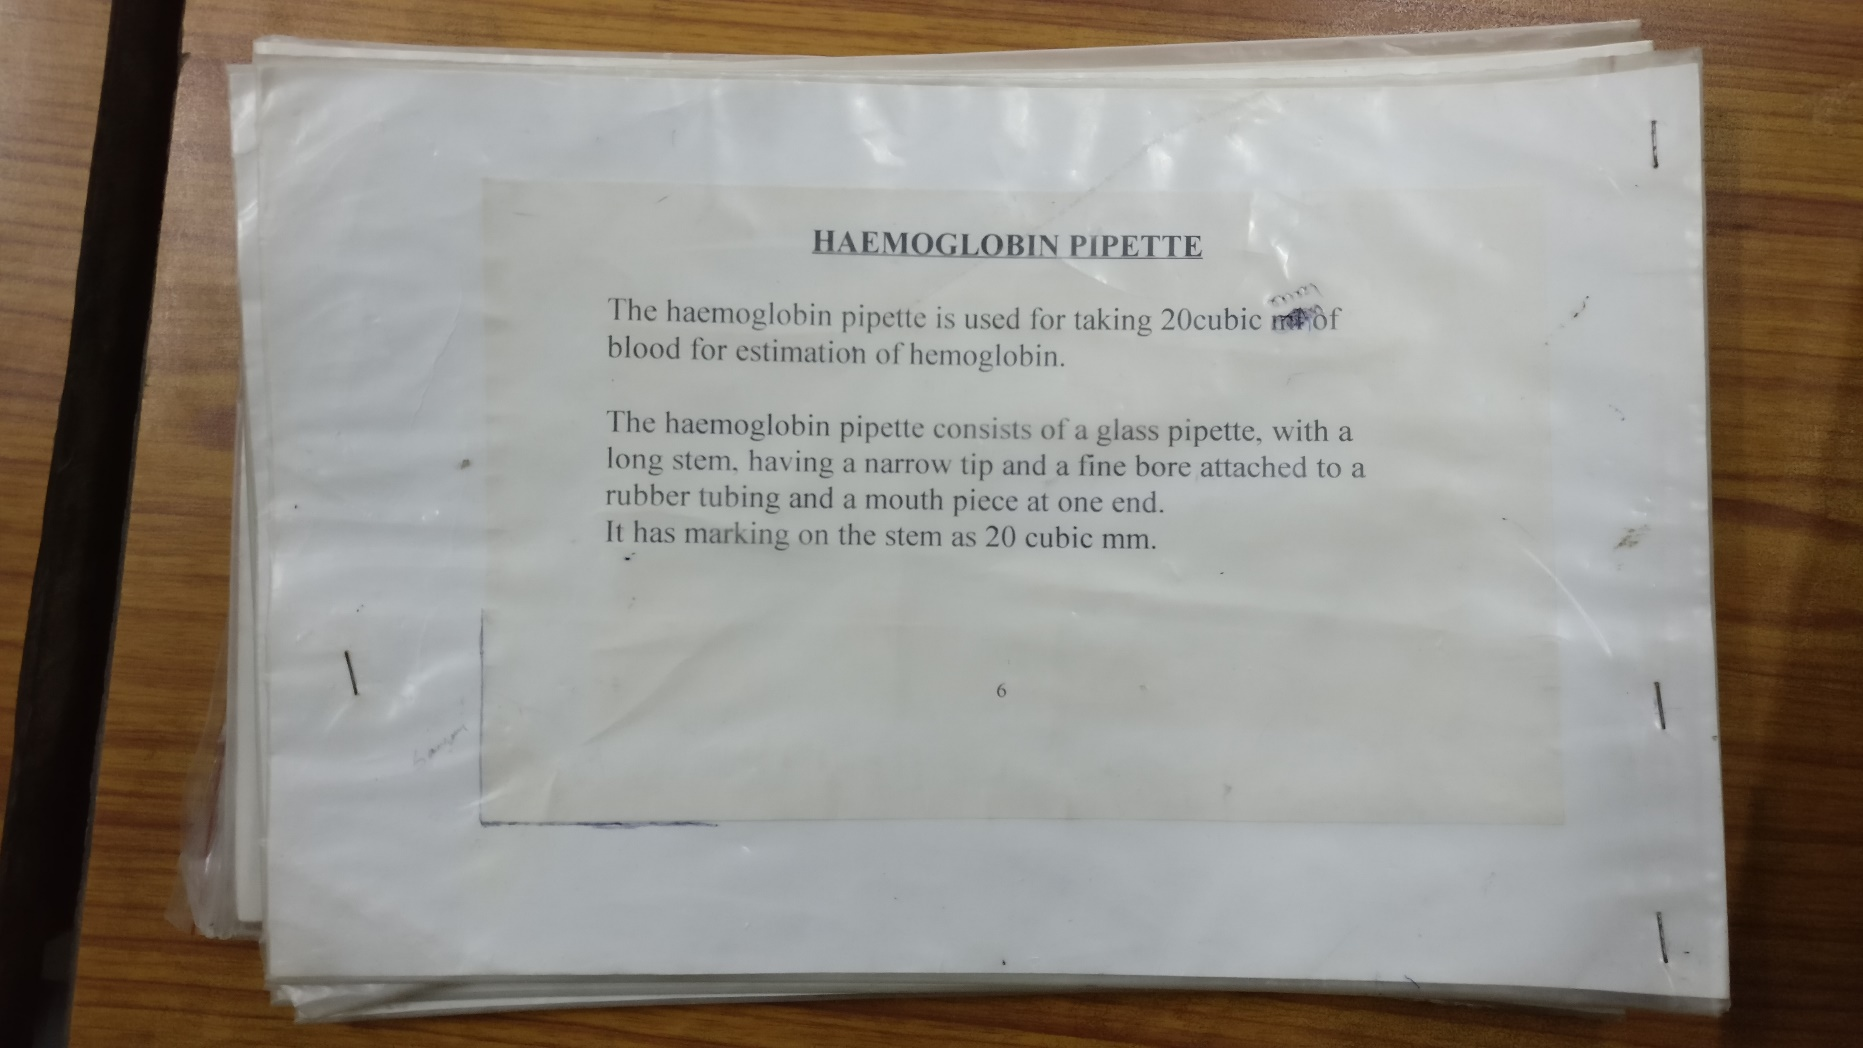 HAEMOGLOBIN PIPETTE
The haemoglobin pipette is used for taking 20cubic mm of
blood for estimation of hemoglobin.
The haemoglobin pipette consists of a glass pipette, with a
long stem, having a narrow tip and a fine bore attached to a
rubber tubing and a mouth piece at one end.
It has marking on the stem as 20 cubic mm.
6